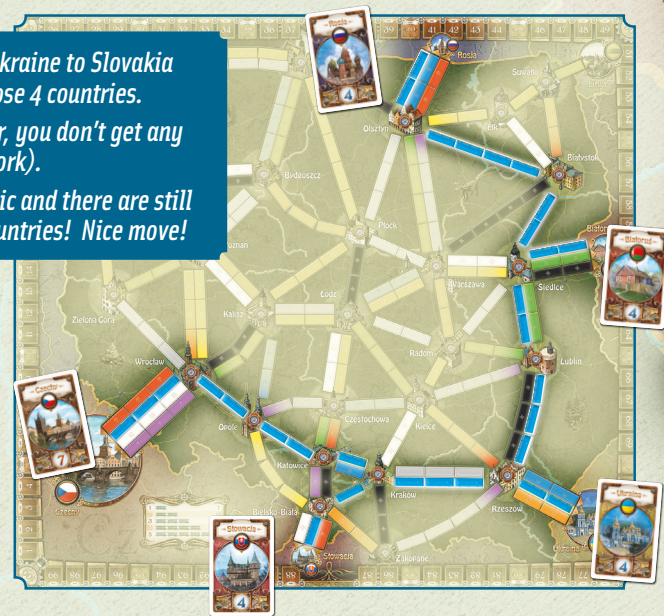 kraine to Slovakia
ose 4 countries.
r, you don't get any
ork).
ic and there are still
untries! Nice move!
Rosja
4
Olsztyn
Suwałki
Ełk
Białystok
Bydgoszcz
Płock
Poznań
Białoruś
4
Warszawa
Siedlce
Łódź
Zielona Góra
Kalisz
Radom
Lublin
Wrocław
Czechy
7
Opole
Częstochowa
Kielce
Katowice
Kraków
Rzeszów
Ukraina
4
Czechy
Bielsko-Biała
Słowacja
4
Słowacja
Zakopane
Ukraina